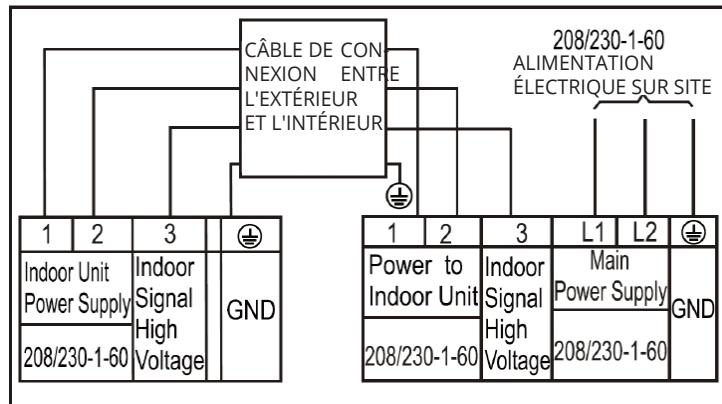 CÂBLE DE CON-
NEXION ENTRE
L'EXTÉRIEUR
ET L'INTÉRIEUR
208/230-1-60
ALIMENTATION
ÉLECTRIQUE SUR SITE
1 2 3
Indoor Unit
Power Supply
208/230-1-60
Indoor
Signal
High
Voltage
GND
1 2 3 L1 L2
Power to
Indoor Unit
208/230-1-60
Indoor
Signal
High
Voltage
Main
Power Supply
208/230-1-60
GND